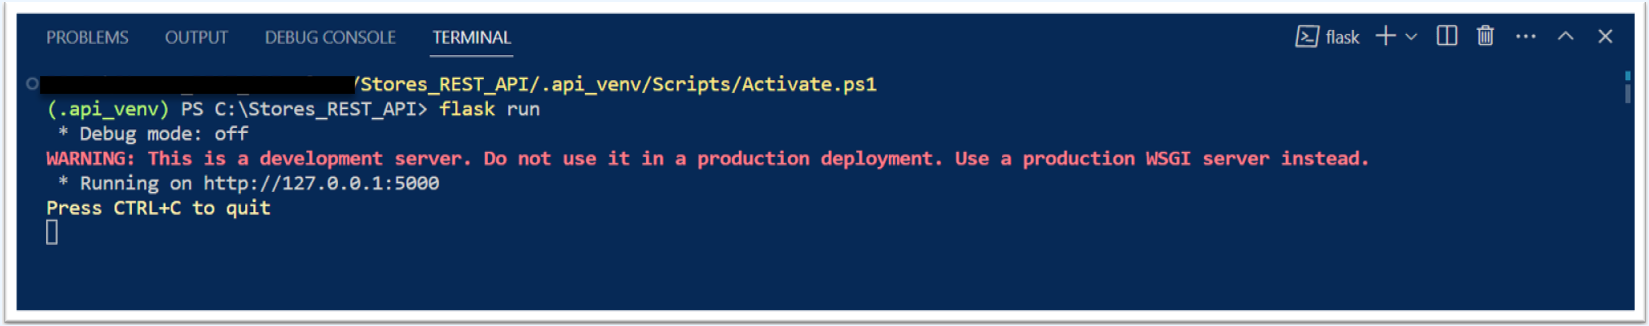 PROBLEMS OUTPUT DEBUG CONSOLE TERMINAL flask
/Stores_REST_API/.api_venv/Scripts/Activate.ps1
(.api_venv) PS C:\Stores_REST_API> flask run
 * Debug mode: off
WARNING: This is a development server. Do not use it in a production deployment. Use a production WSGI server instead.
 * Running on http://127.0.0.1:5000
Press CTRL+C to quit